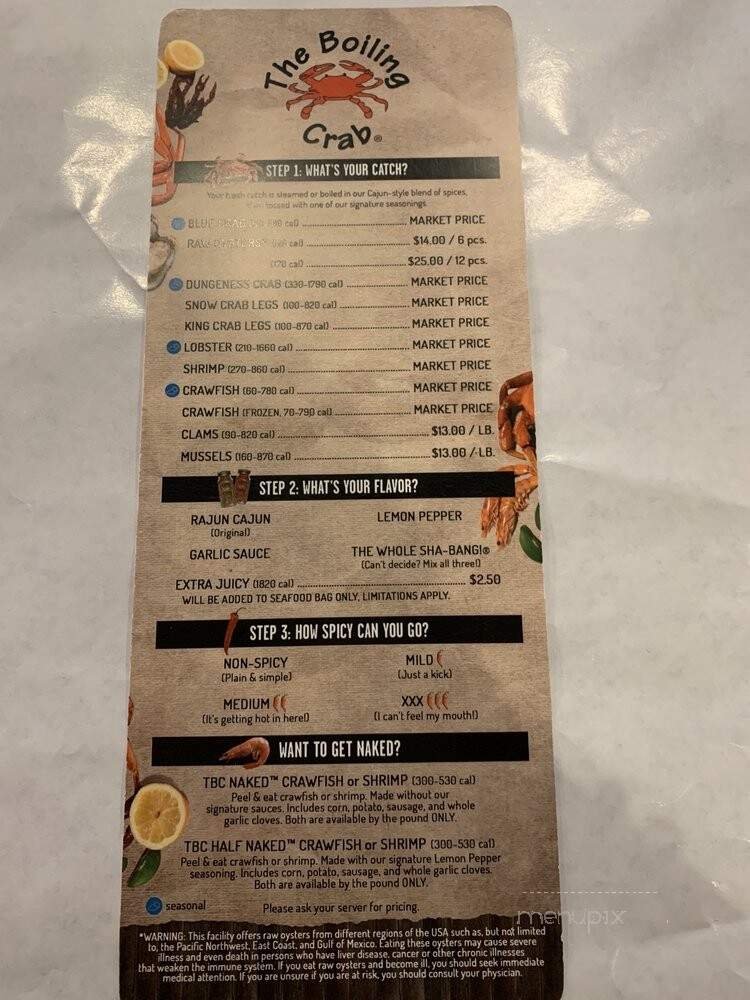 The Boiling
Crab®
STEP 1: WHAT'S YOUR CATCH?
Your fresh catch is steamed or boiled in our Cajun-style blend of spices,
tossed with one of our signature seasonings.
BLUE CRAB cal) MARKET PRICE
RAW OYSTERS* cal) $14.00 / 6 pcs.
(170 cal) $25.00 / 12 pcs.
DUNGENESS CRAB (330-1790 cal) MARKET PRICE
SNOW CRAB LEGS (100-820 cal) MARKET PRICE
KING CRAB LEGS (100-870 cal) MARKET PRICE
LOBSTER (210-1660 cal) MARKET PRICE
SHRIMP (270-860 cal) MARKET PRICE
CRAWFISH (60-780 cal) MARKET PRICE
CRAWFISH (FROZEN, 70-790 cal) MARKET PRICE
CLAMS (90-820 cal) $13.00 / LB.
MUSSELS (160-870 cal) $13.00 / LB.
STEP 2: WHAT'S YOUR FLAVOR?
RAJUN CAJUN LEMON PEPPER
(Original)
GARLIC SAUCE THE WHOLE SHA-BANG!®
(Can't decide? Mix all three!)
EXTRA JUICY (1820 cal) $2.50
WILL BE ADDED TO SEAFOOD BAG ONLY, LIMITATIONS APPLY.
STEP 3: HOW SPICY CAN YOU GO?
NON-SPICY MILD
(Plain & simple) (Just a kick)
MEDIUM XXX
(It's getting hot in here!) (I can't feel my mouth!)
WANT TO GET NAKED?
TBC NAKED™ CRAWFISH or SHRIMP (300-530 cal)
Peel & eat crawfish or shrimp. Made without our
signature sauces. Includes corn, potato, sausage, and whole
garlic cloves. Both are available by the pound ONLY.
TBC HALF NAKED™ CRAWFISH or SHRIMP (300-530 cal)
Peel & eat crawfish or shrimp. Made with our signature Lemon Pepper
seasoning. Includes corn, potato, sausage, and whole garlic cloves.
Both are available by the pound ONLY.
seasonal Please ask your server for pricing.
menupix
*WARNING: This facility offers raw oysters from different regions of the USA such as, but not limited
to, the Pacific Northwest, East Coast, and Gulf of Mexico. Eating these oysters may cause severe
illness and even death in persons who have liver disease, cancer or other chronic illnesses
that weaken the immune system. If you eat raw oysters and become ill, you should seek immediate
medical attention. If you are unsure if you are at risk, you should consult your physician.